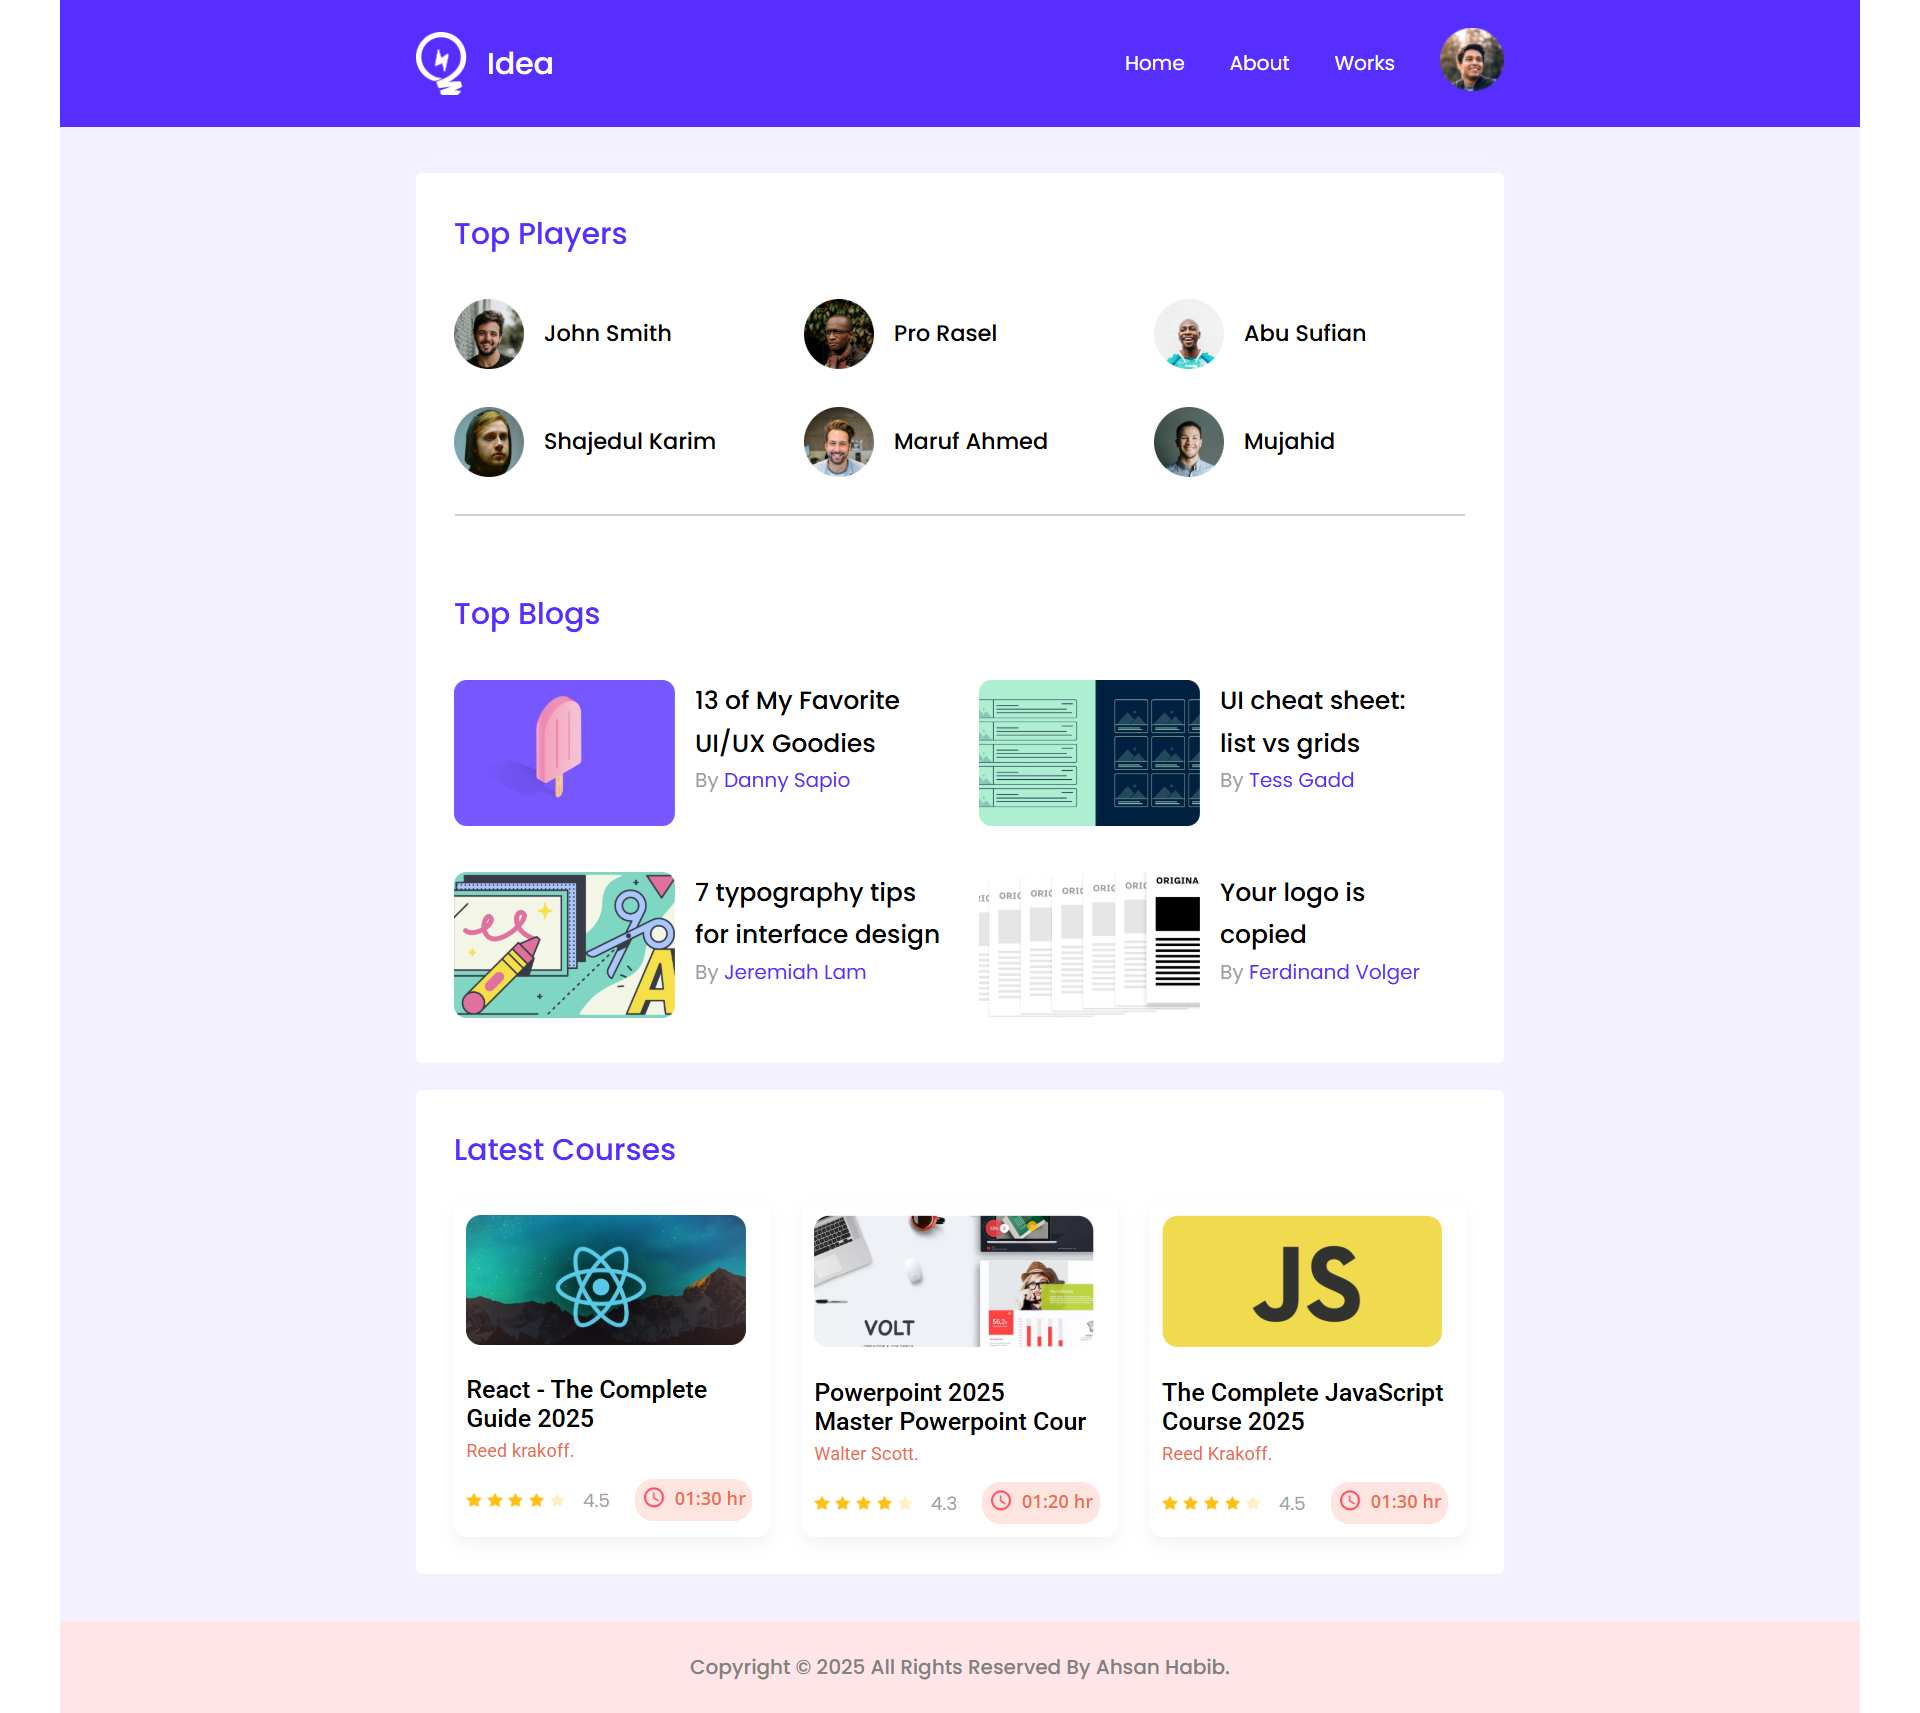 Idea
Home
About
Works
Top Players
John Smith
Pro Rasel
Abu Sufian
Shajedul Karim
Maruf Ahmed
Mujahid
Top Blogs
13 of My Favorite
UI/UX Goodies
By Danny Sapio
UI cheat sheet:
list vs grids
By Tess Gadd
7 typography tips
for interface design
By Jeremiah Lam
A
ORIGINA
Your logo is
copied
By Ferdinand Volger
Latest Courses
React - The Complete
Guide 2025
Reed krakoff.
4.5
01:30 hr
VOLT
Powerpoint 2025
Master Powerpoint Cour
Walter Scott.
4.3
01:20 hr
JS
The Complete JavaScript
Course 2025
Reed Krakoff.
4.5
01:30 hr
Copyright © 2025 All Rights Reserved By Ahsan Habib.